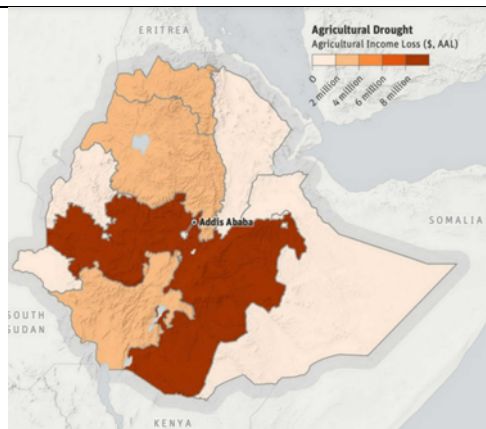 ERITREA
Agricultural Drought
Agricultural Income Loss ($, AAL)
0
2 million
4 million
6 million
8 million
Addis Ababa
SOMALIA
SOUTH
SUDAN
KENYA